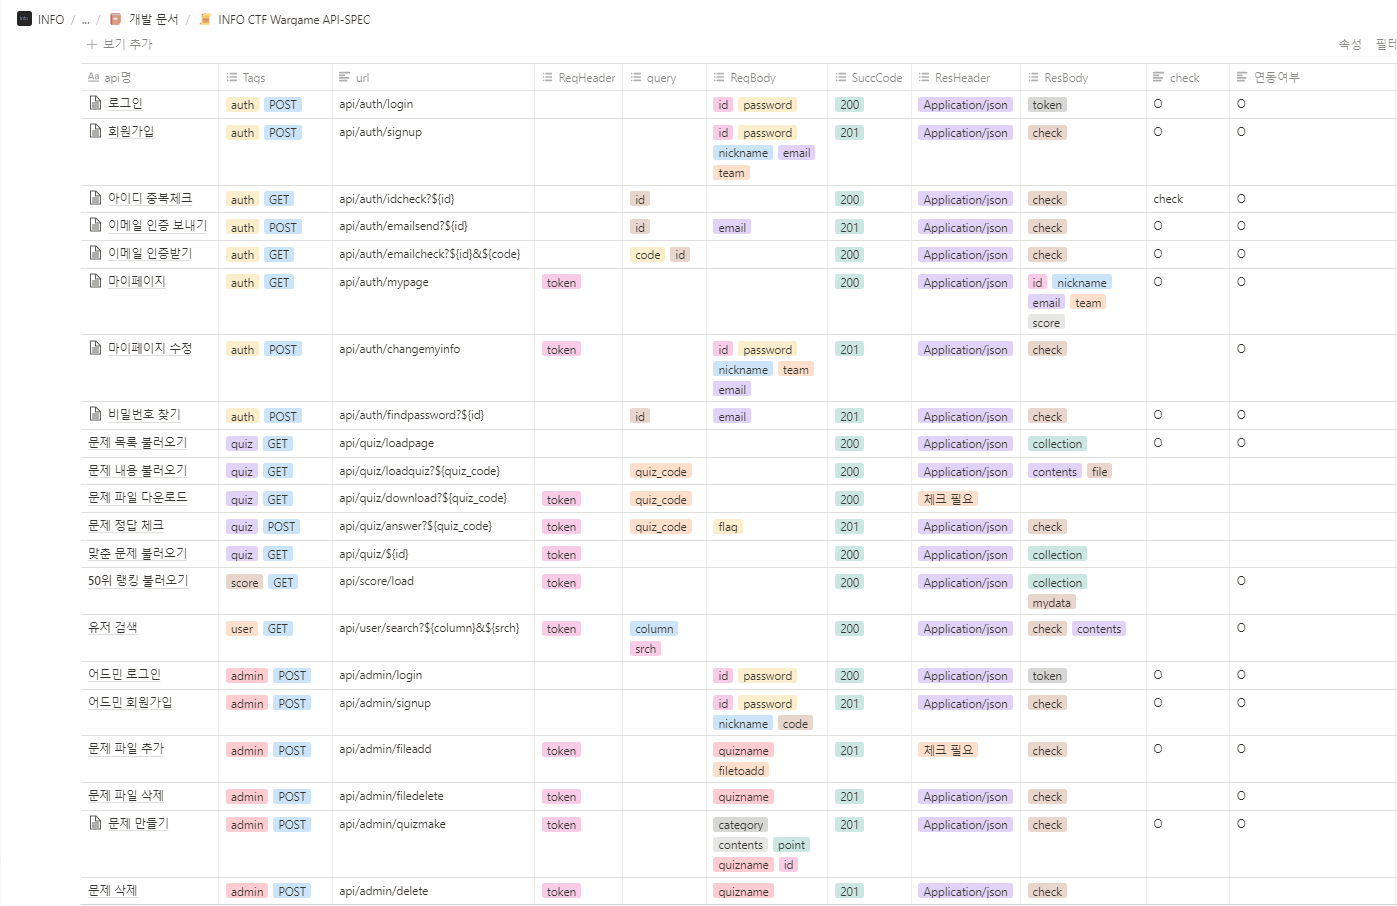 INFO / ... / 개발 문서 / INFO CTF Wargame API-SPEC
+ 보기 추가 속성 필터
Aa api명 Tags url ReqHeader query ReqBody SuccCode ResHeader ResBody check 연동여부
로그인 auth POST api/auth/login id password 200 Application/json token O O
회원가입 auth POST api/auth/signup id password 201 Application/json check O O
nickname email
team
아이디 중복체크 auth GET api/auth/idcheck?${id} id 200 Application/json check check O
이메일 인증 보내기 auth POST api/auth/emailsend?${id} id email 201 Application/json check O O
이메일 인증받기 auth GET api/auth/emailcheck?${id}&${code} code id 200 Application/json check O O
마이페이지 auth GET api/auth/mypage token 200 Application/json id nickname O O
email team
score
마이페이지 수정 auth POST api/auth/changemyinfo token id password 201 Application/json check O
nickname team
email
비밀번호 찾기 auth POST api/auth/findpassword?${id} id email 201 Application/json check O O
문제 목록 불러오기 quiz GET api/quiz/loadpage 200 Application/json collection O O
문제 내용 불러오기 quiz GET api/quiz/loadquiz?${quiz_code} quiz_code 200 Application/json contents file
문제 파일 다운로드 quiz GET api/quiz/download?${quiz_code} token quiz_code 200 체크 필요
문제 정답 체크 quiz POST api/quiz/answer?${quiz_code} token quiz_code flag 201 Application/json check
맞춘 문제 불러오기 quiz GET api/quiz/${id} token 200 Application/json collection
50위 랭킹 불러오기 score GET api/score/load token 200 Application/json collection O
mydata
유저 검색 user GET api/user/search?${column}&${srch} token column 200 Application/json check contents O
srch
어드민 로그인 admin POST api/admin/login id password 200 Application/json token O O
어드민 회원가입 admin POST api/admin/signup id password 201 Application/json check O O
nickname code
문제 파일 추가 admin POST api/admin/fileadd token quizname 201 체크 필요 check O O
filetoadd
문제 파일 삭제 admin POST api/admin/filedelete token quizname 201 Application/json check O
문제 만들기 admin POST api/admin/quizmake token category 201 Application/json check O O
contents point
quizname id
문제 삭제 admin POST api/admin/delete token quizname 201 Application/json check